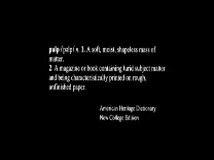 pulp (pulp) n. 1. A soft, moist, shapeless mass of
matter.
2. A magazine or book containing lurid subject matter
and being characteristically printed on rough,
unfinished paper.
American Heritage Dictionary
New College Edition